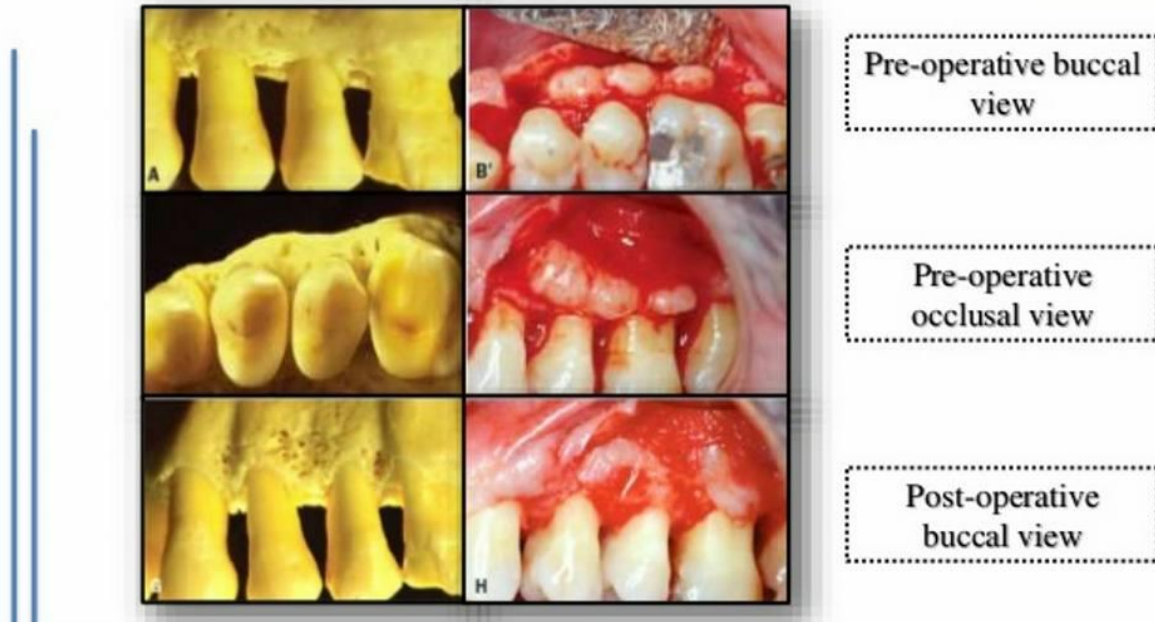 Pre-operative buccal
view
A
B'
Pre-operative
occlusal view
Post-operative
buccal view
H